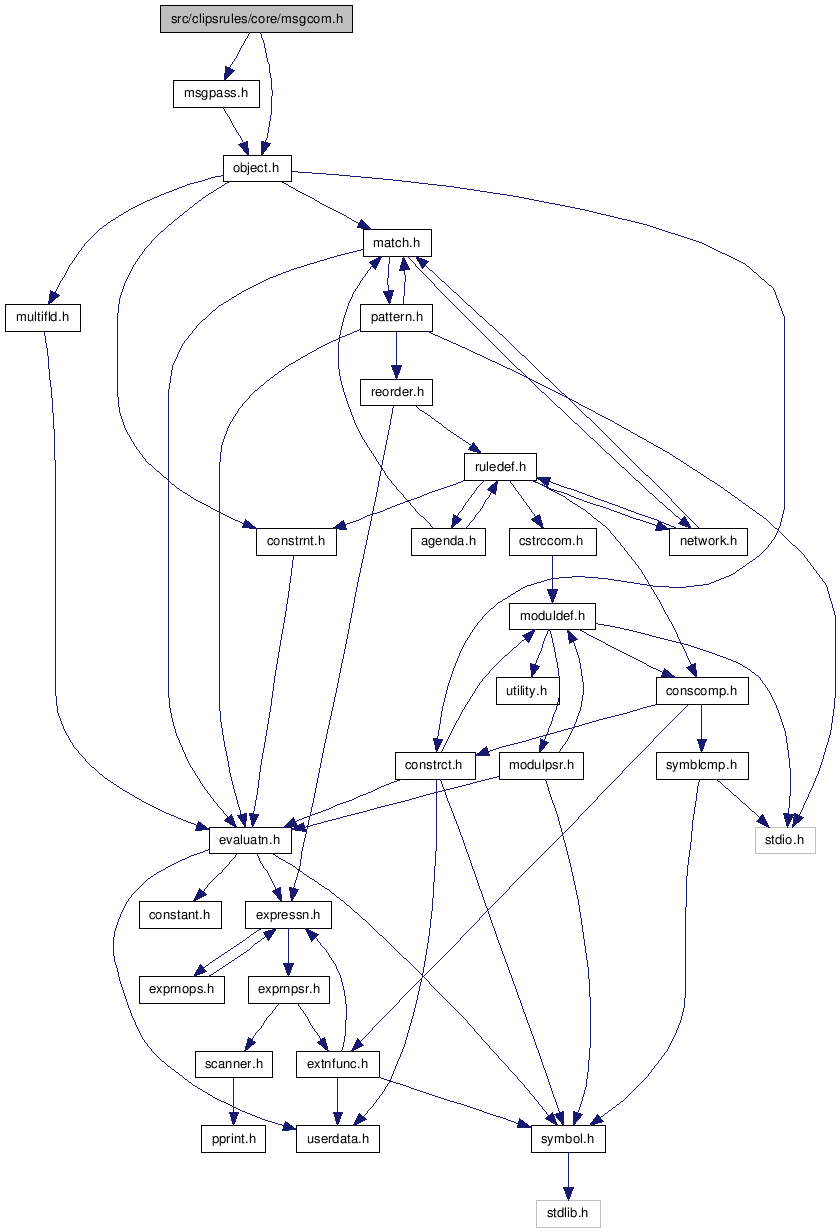 src/clipsrules/core/msgcom.h
msgpass.h
object.h
match.h
multifld.h
pattern.h
reorder.h
ruledef.h
constrnt.h
agenda.h
cstrccom.h
network.h
moduldef.h
utility.h
conscomp.h
constrct.h
modulpsr.h
symblcmp.h
evaluatn.h
stdio.h
constant.h
expressn.h
exprnops.h
exprnpsr.h
scanner.h
extnfunc.h
pprint.h
userdata.h
symbol.h
stdlib.h